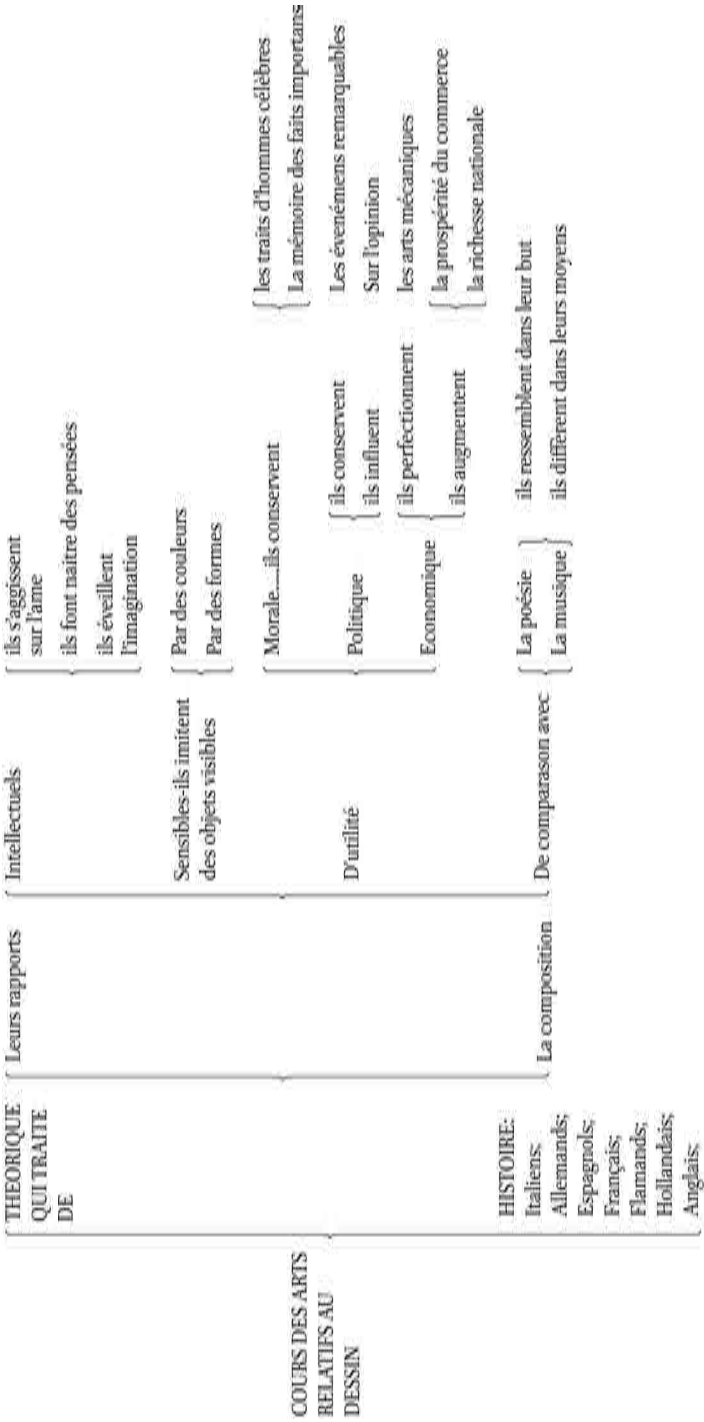 COURS DES ARTS
RELATIFS AU
DESSIN
THEORIQUE
QUI TRAITE
DE
HISTOIRE:
Italiens;
Allemands;
Espagnols;
Français;
Flamands;
Hollandais;
Anglais;
Leurs rapports
La composition
Intellectuels
Sensibles-ils imitent
des objets visibles
D'utilité
De comparason avec
ils s'aggissent
sur l'ame
ils font naitre des pensées
ils éveillent
l'imagination
Par des couleurs
Par des formes
Morale....ils conservent
Politique
Economique
La poésie
La musique
ils conservent
ils influent
ils perfectionnent
ils augmentent
ils ressemblent dans leur but
ils différent dans leurs moyens
les traits d'hommes célèbres
La mémoire des faits importans
Les évenémens remarquables
Sur l'opinion
les arts mécaniques
la prospérité du commerce
la richesse nationale